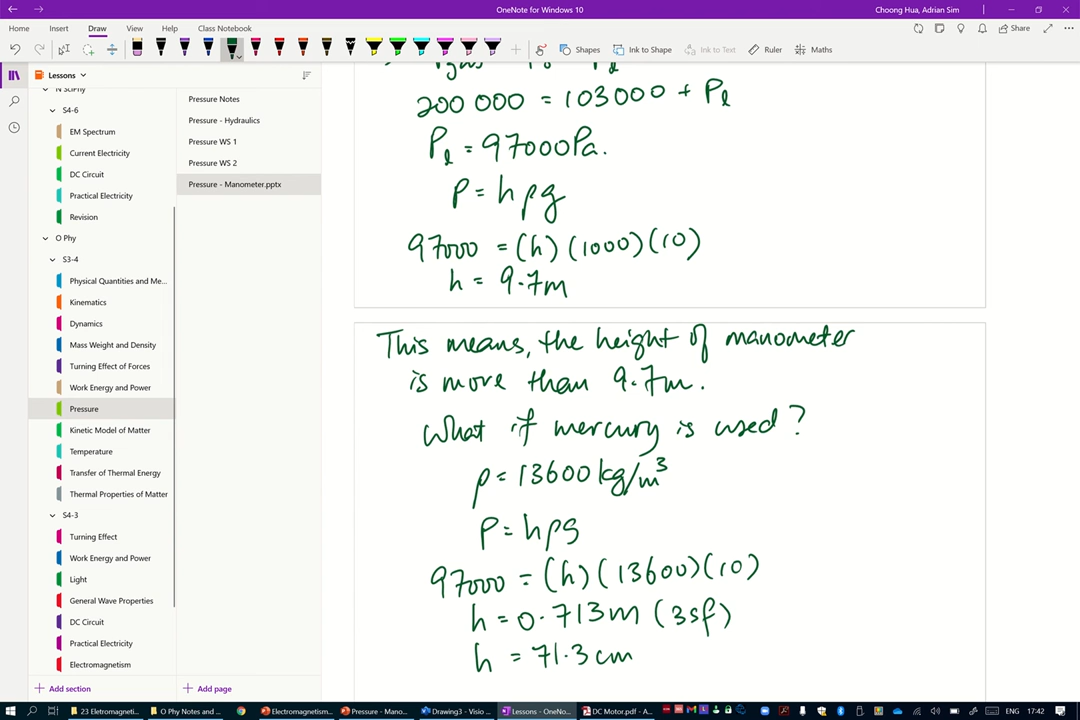 OneNote for Windows 10
Choong Hua, Adrian Sim
Home Insert Draw View Help Class Notebook
Share
Shapes Ink to Shape Ink to Text Ruler Maths
Lessons
S4-6
EM Spectrum
Current Electricity
DC Circuit
Practical Electricity
Revision
O Phy
S3-4
Physical Quantities and Me...
Kinematics
Dynamics
Mass Weight and Density
Turning Effect of Forces
Work Energy and Power
Pressure
Kinetic Model of Matter
Temperature
Transfer of Thermal Energy
Thermal Properties of Matter
S4-3
Turning Effect
Work Energy and Power
Light
General Wave Properties
DC Circuit
Practical Electricity
Electromagnetism
Add section
Pressure Notes
Pressure - Hydraulics
Pressure WS 1
Pressure WS 2
Pressure - Manometer.pptx
Add page
200 000 = 103000 + Pℓ
Pℓ = 97000Pa.
P = hρg
97000 = (h)(1000)(10)
h = 9.7m
This means, the height of manometer
is more than 9.7m.
What if mercury is used?
ρ = 13600 kg/m³
P = hρg
97000 = (h)(13600)(10)
h = 0.713m (3sf)
h = 71.3cm
23 Eletromagneti... O Phy Notes and ... Electromagnetism... Pressure - Mano... Drawing3 - Visio ... Lessons - OneNo... DC Motor.pdf - A... ENG 17:42